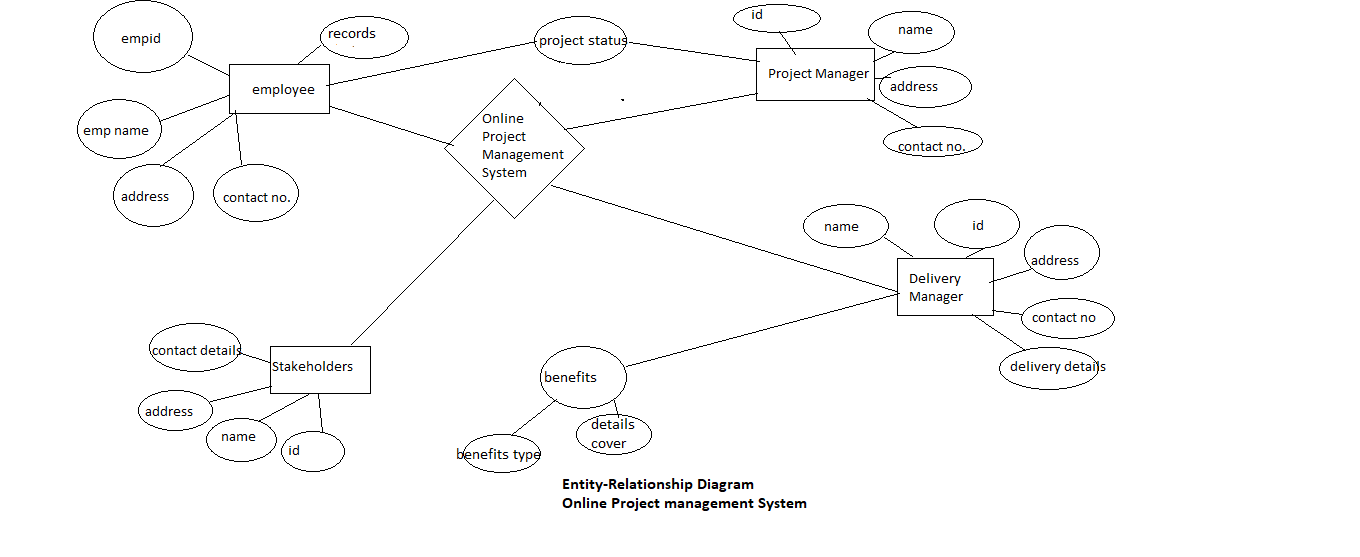 id
empid
records
name
project status
Project Manager
employee
address
Online
Project
Management
System
emp name
contact no.
address
contact no.
name
id
address
Delivery
Manager
contact no
contact details
Stakeholders
delivery details
benefits
address
name
details
cover
id
benefits type
Entity-Relationship Diagram
Online Project management System